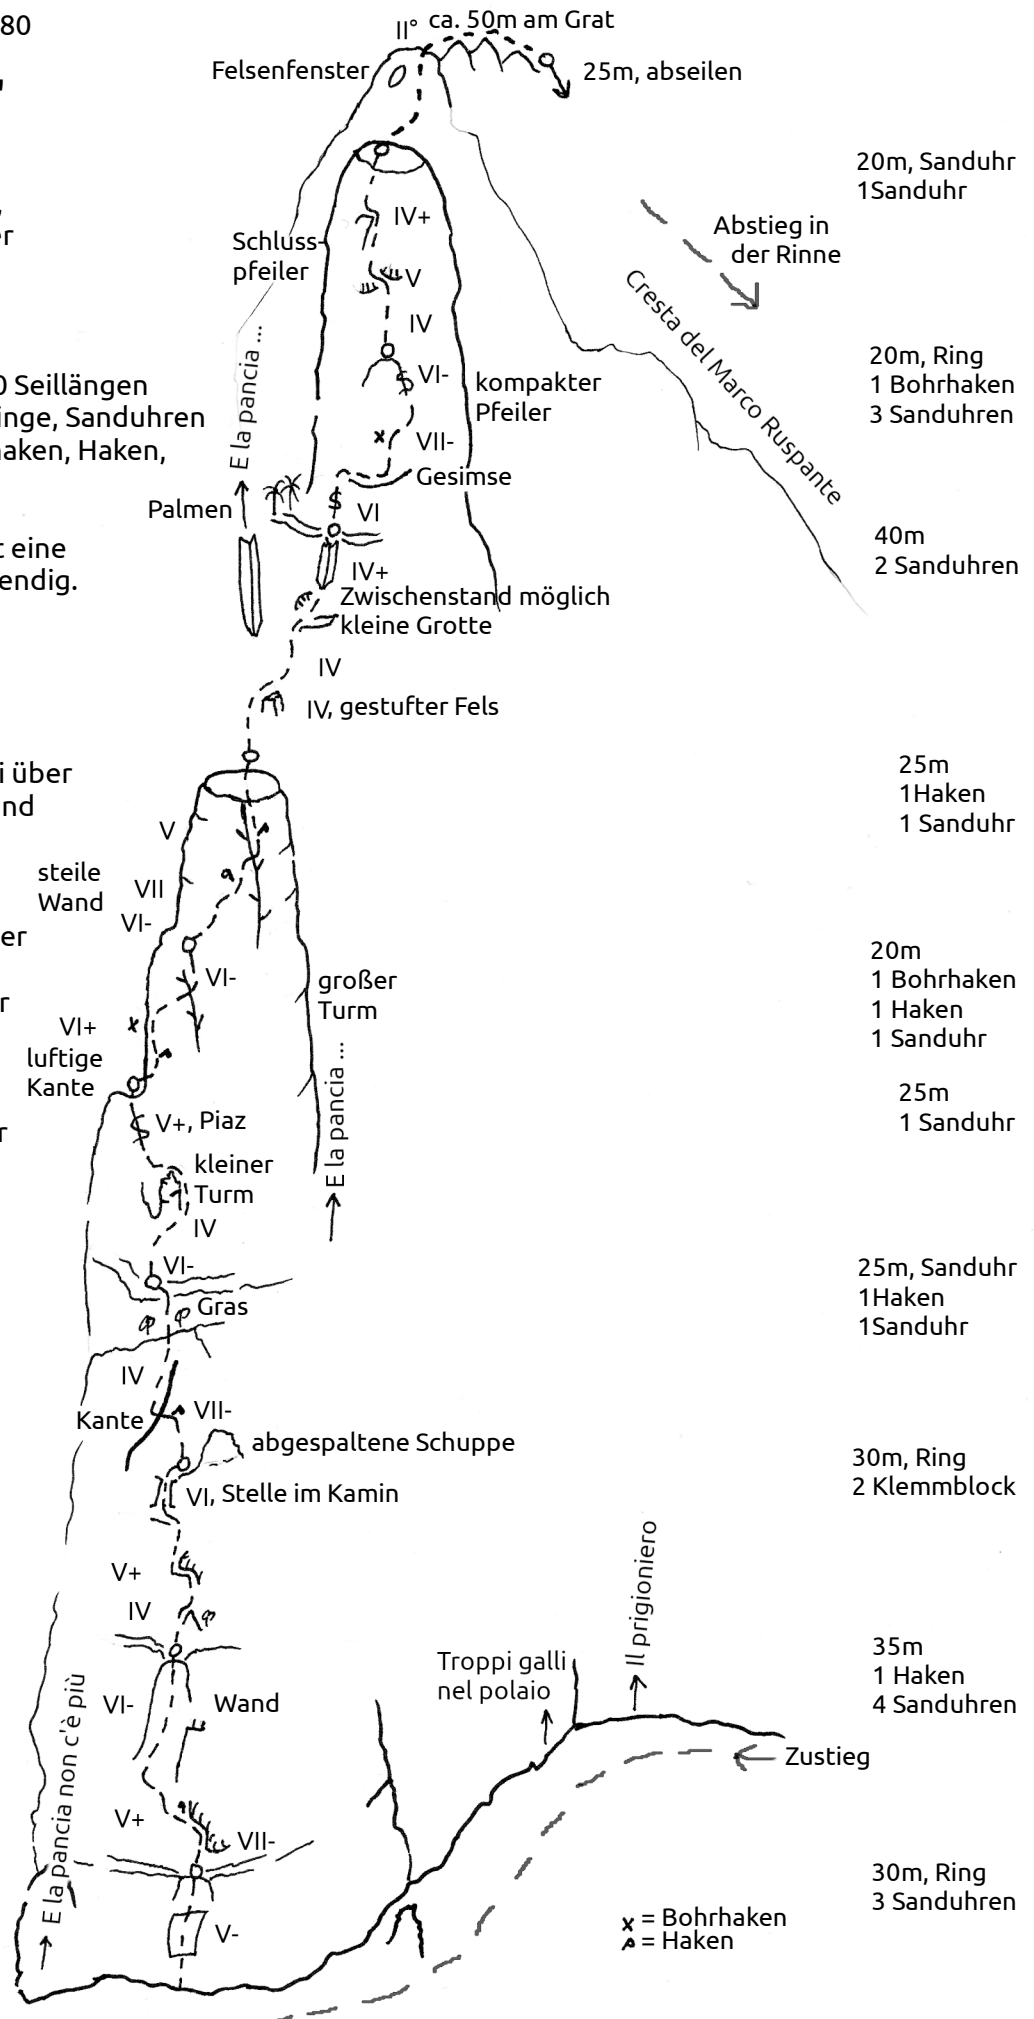 80
II° ca. 50m am Grat
Felsenfenster
25m, abseilen
,
20m, Sanduhr
1Sanduhr
IV+
Abstieg in
der Rinne
Schluss-
pfeiler
V
Cresta del Marco Ruspante
IV
E la pancia ...
20m, Ring
1 Bohrhaken
3 Sanduhren
0 Seillängen
VI-
kompakter
Pfeiler
inge, Sanduhren
VII-
aken, Haken,
Gesimse
Palmen
VI
40m
2 Sanduhren
t eine
endig.
IV+
Zwischenstand möglich
kleine Grotte
IV
IV, gestufter Fels
25m
1Haken
1 Sanduhr
i über
nd
V
steile
Wand
VII
VI-
er
20m
1 Bohrhaken
1 Haken
1 Sanduhr
VI-
großer
Turm
r
VI+
luftige
Kante
E la pancia ...
25m
1 Sanduhr
V+, Piaz
r
kleiner
Turm
IV
VI-
25m, Sanduhr
1Haken
1Sanduhr
Gras
IV
Kante
VII-
abgespaltene Schuppe
30m, Ring
2 Klemmblock
VI, Stelle im Kamin
V+
IV
Il prigioniero
Troppi galli
nel polaio
35m
1 Haken
4 Sanduhren
VI-
Wand
E la pancia non c'è più
Zustieg
V+
VII-
30m, Ring
3 Sanduhren
V-
x = Bohrhaken
= Haken